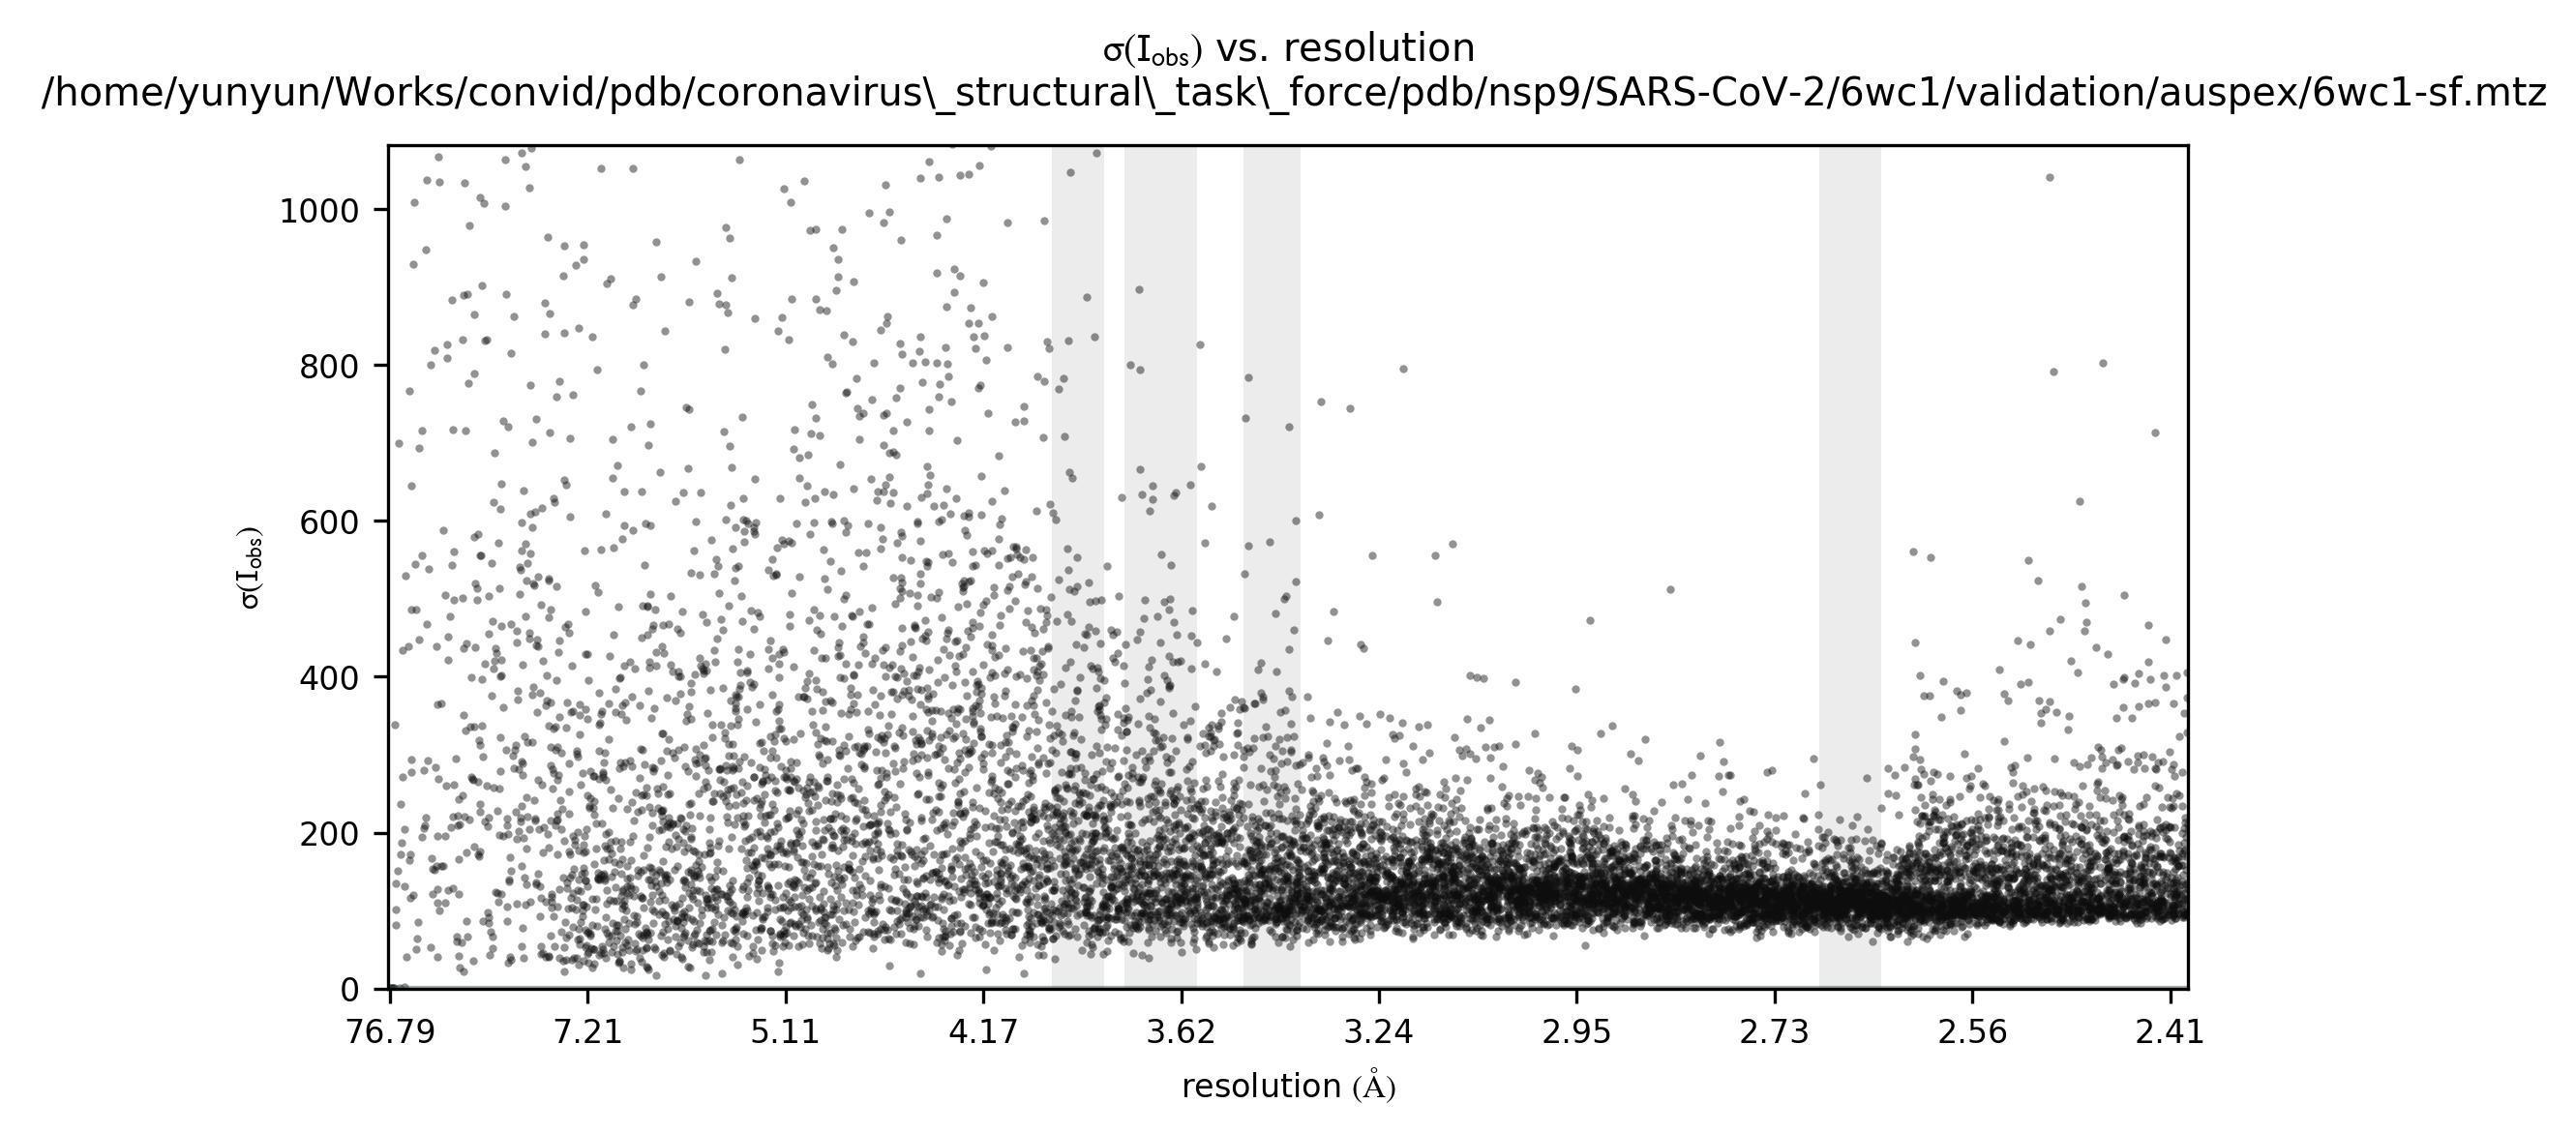 σ(I_obs) vs. resolution
/home/yunyun/Works/convid/pdb/coronavirus\_structural\_task\_force/pdb/nsp9/SARS-CoV-2/6wc1/validation/auspex/6wc1-sf.mtz
σ(I_obs)
1000
800
600
400
200
0
76.79 7.21 5.11 4.17 3.62 3.24 2.95 2.73 2.56 2.41
resolution (Å)